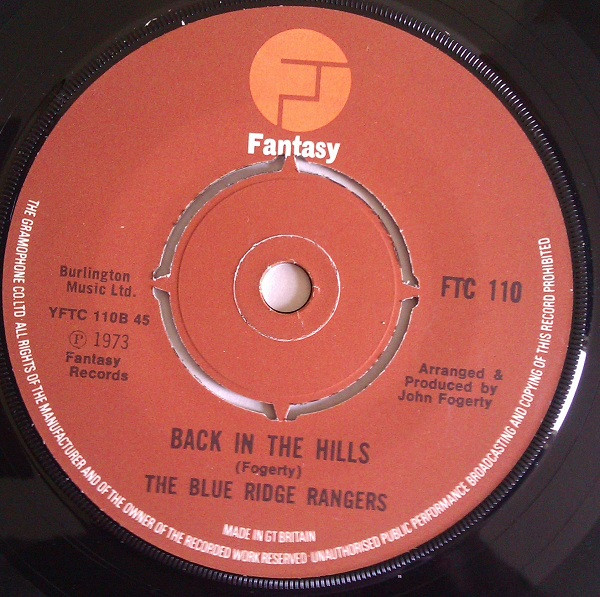 Fantasy
Burlington
Music Ltd.
YFTC 110B 45
Ⓟ 1973
Fantasy
Records
FTC 110
Arranged &
Produced by
John Fogerty
BACK IN THE HILLS
(Fogerty)
THE BLUE RIDGE RANGERS
MADE IN GT BRITAIN
THE GRAMOPHONE CO.LTD · ALL RIGHTS OF THE MANUFACTURER AND OF THE OWNER OF THE RECORDED WORK RESERVED · UNAUTHORISED PUBLIC PERFORMANCE BROADCASTING AND COPYING OF THIS RECORD PROHIBITED